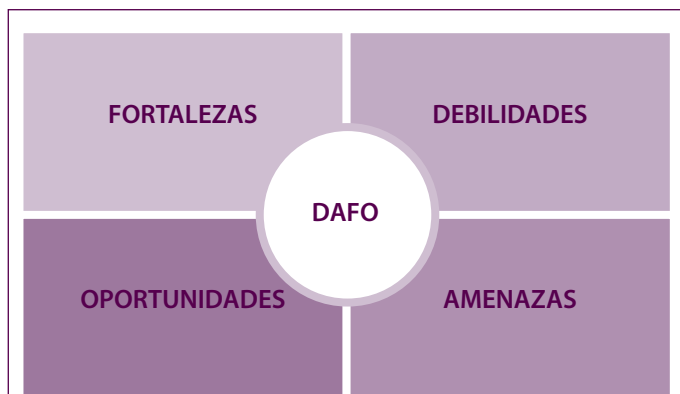 FORTALEZAS
DEBILIDADES
DAFO
OPORTUNIDADES
AMENAZAS